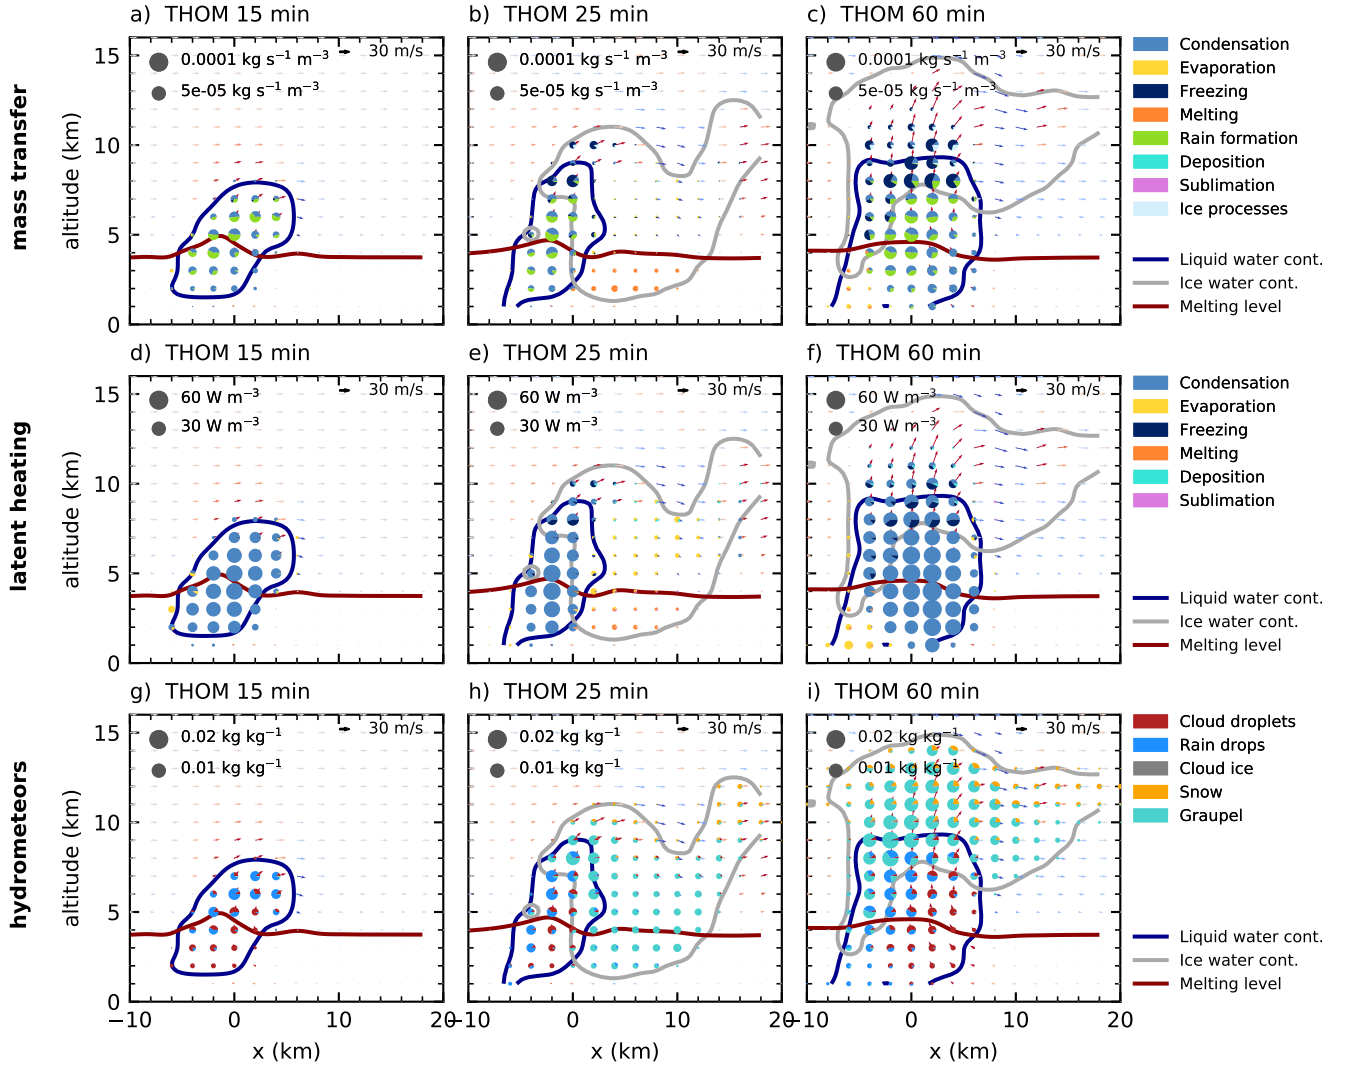 a) THOM 15 min
b) THOM 25 min
c) THOM 60 min
mass transfer
altitude (km)
15
10
5
0
0.0001 kg s⁻¹ m⁻³
5e-05 kg s⁻¹ m⁻³
30 m/s
0.0001 kg s⁻¹ m⁻³
5e-05 kg s⁻¹ m⁻³
30 m/s
0.0001 kg s⁻¹ m⁻³
5e-05 kg s⁻¹ m⁻³
30 m/s
Condensation
Evaporation
Freezing
Melting
Rain formation
Deposition
Sublimation
Ice processes
Liquid water cont.
Ice water cont.
Melting level
d) THOM 15 min
e) THOM 25 min
f) THOM 60 min
latent heating
altitude (km)
15
10
5
0
60 W m⁻³
30 W m⁻³
30 m/s
60 W m⁻³
30 W m⁻³
30 m/s
60 W m⁻³
30 W m⁻³
30 m/s
Condensation
Evaporation
Freezing
Melting
Deposition
Sublimation
Liquid water cont.
Ice water cont.
Melting level
g) THOM 15 min
h) THOM 25 min
i) THOM 60 min
hydrometeors
altitude (km)
15
10
5
0
0.02 kg kg⁻¹
0.01 kg kg⁻¹
30 m/s
0.02 kg kg⁻¹
0.01 kg kg⁻¹
30 m/s
0.02 kg kg⁻¹
0.01 kg kg⁻¹
30 m/s
Cloud droplets
Rain drops
Cloud ice
Snow
Graupel
Liquid water cont.
Ice water cont.
Melting level
−10 0 10 20
−10 0 10 20
−10 0 10 20
x (km)
x (km)
x (km)